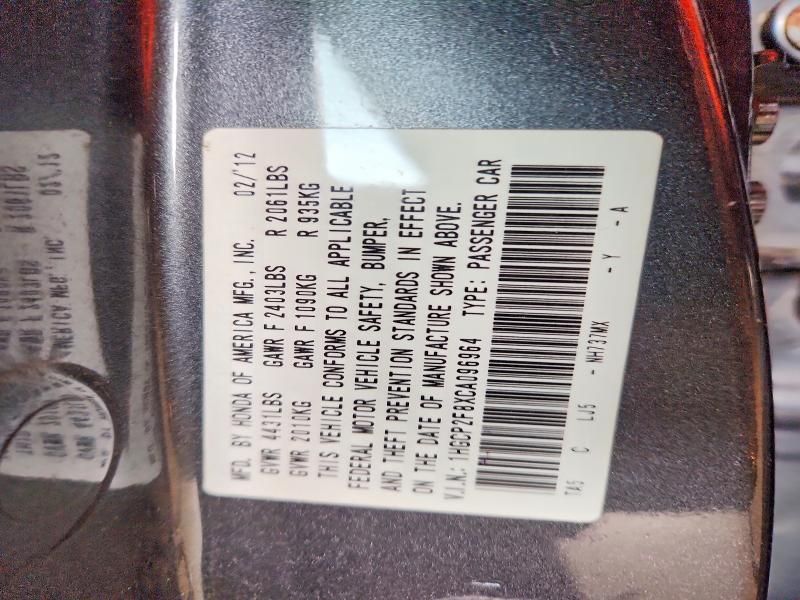 MFD. BY HONDA OF AMERICA MFG., INC. 02/'12
GVWR 4431LBS GAWR F 2403LBS R 2061LBS
GVWR 2010KG GAWR F 1090KG R 935KG
THIS VEHICLE CONFORMS TO ALL APPLICABLE
FEDERAL MOTOR VEHICLE SAFETY, BUMPER,
AND THEFT PREVENTION STANDARDS IN EFFECT
ON THE DATE OF MANUFACTURE SHOWN ABOVE.
V.I.N.: 1HGCP2F8XCA096964 TYPE: PASSENGER CAR
TA5 C LJ5 - NH737MX - Y - A